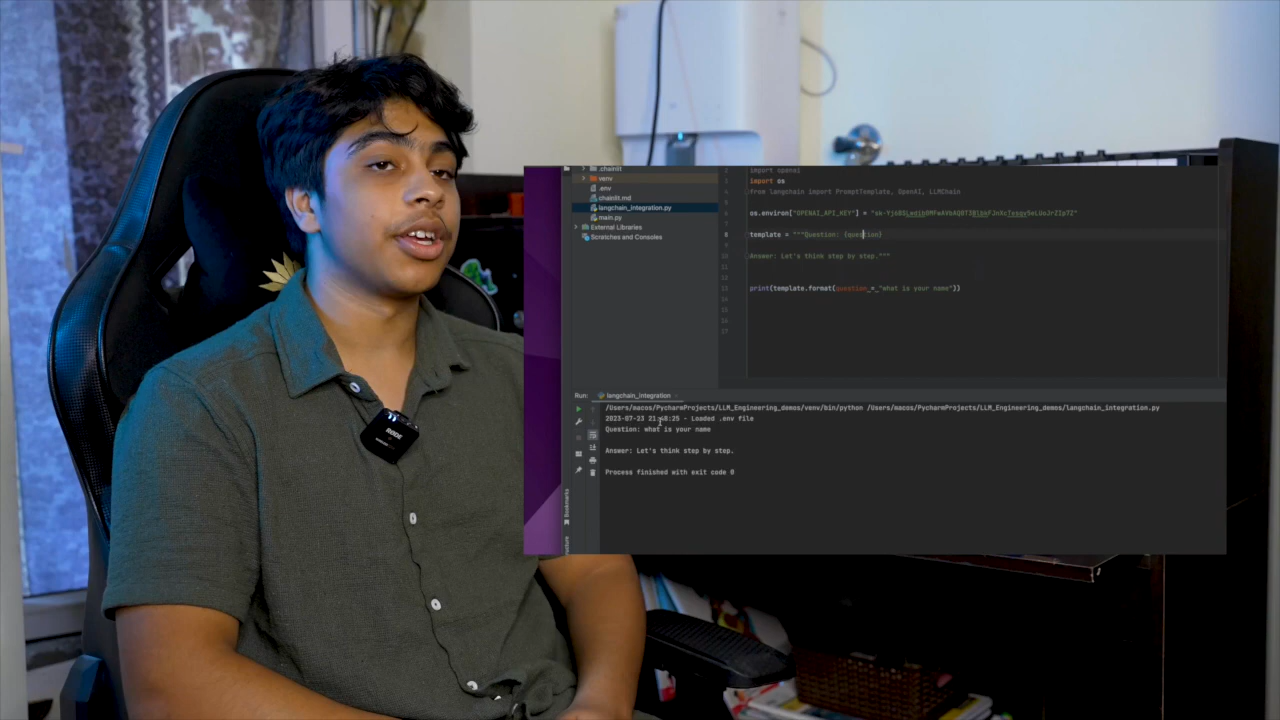 .chainlit
venv
.env
chainlit.md
langchain_integration.py
main.py
External Libraries
Scratches and Consoles
import openai
import os
from langchain import PromptTemplate, OpenAI, LLMChain
os.environ["OPENAI_API_KEY"] =
template = """Question: {question}
Answer: Let's think step by step."""
print(template.format(question = "what is your name"))
Run: langchain_integration
/Users/macos/PycharmProjects/LLM_Engineering_demos/venv/bin/python /Users/macos/PycharmProjects/LLM_Engineering_demos/langchain_integration.py
2023-07-23 21:48:25 - Loaded .env file
Question: what is your name
Answer: Let's think step by step.
Process finished with exit code 0
Bookmarks
RØDE